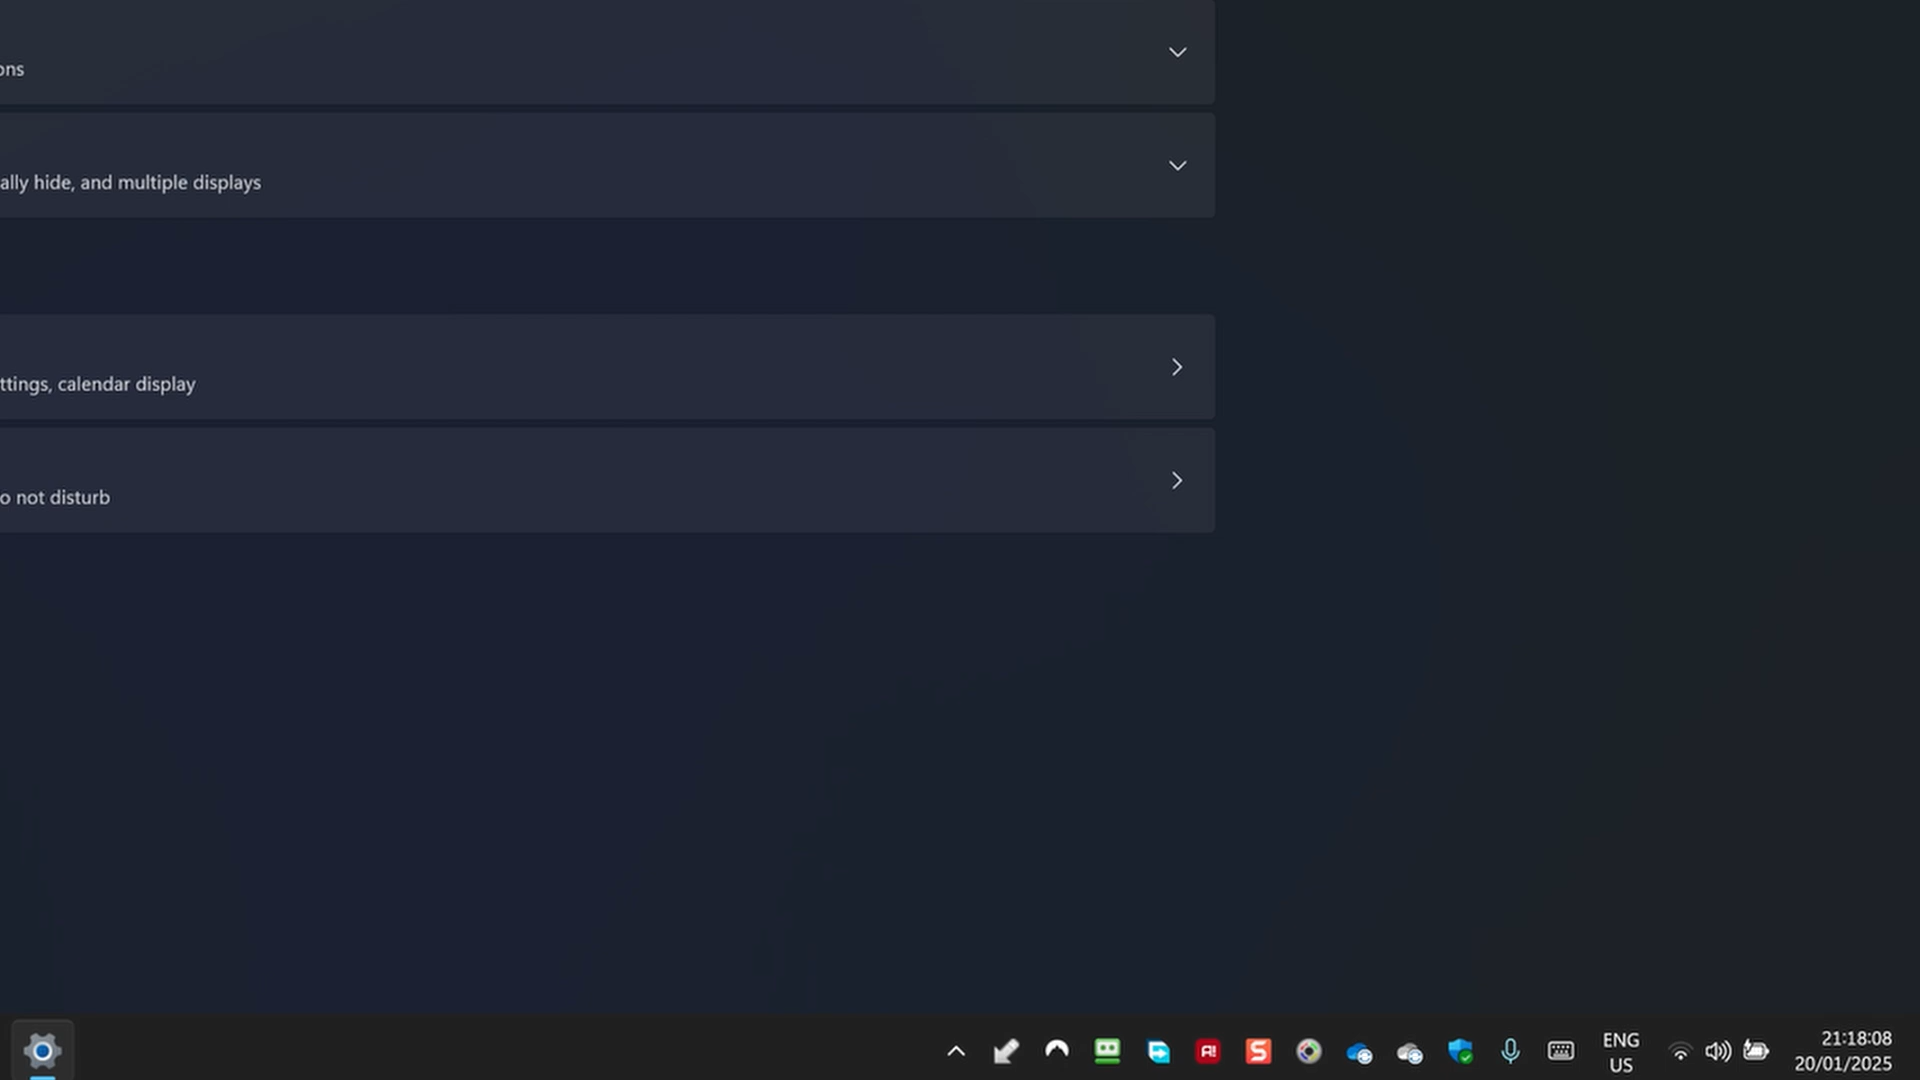 ons
ally hide, and multiple displays
ttings, calendar display
o not disturb
A!
S
ENG
US
21:18:08
20/01/2025